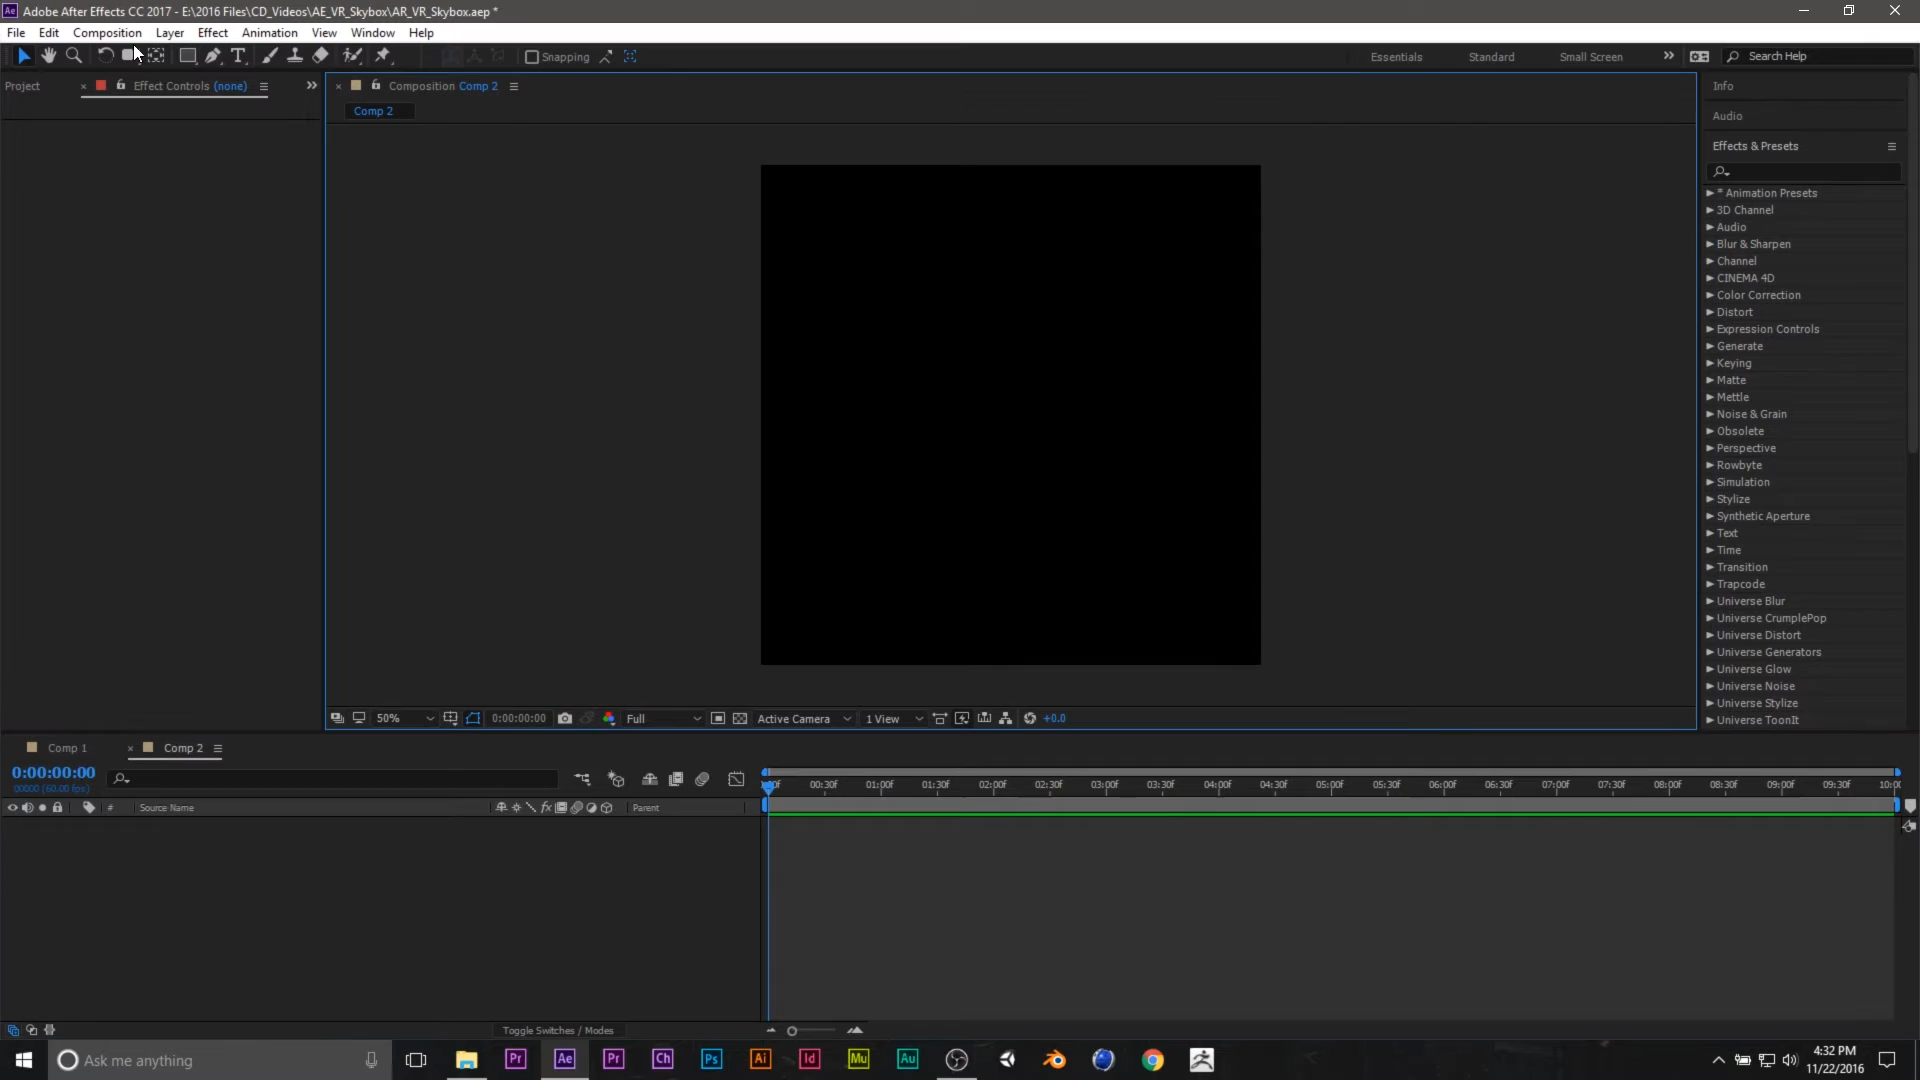 Ae Adobe After Effects CC 2017 - E:\2016 Files\CD_Videos\AE_VR_Skybox\AR_VR_Skybox.aep *
File Edit Composition Layer Effect Animation View Window Help
T Snapping Essentials Standard Small Screen » Search Help
Project × Effect Controls (none) »
× Composition Comp 2
Comp 2
Info
Audio
Effects & Presets
* Animation Presets
3D Channel
Audio
Blur & Sharpen
Channel
CINEMA 4D
Color Correction
Distort
Expression Controls
Generate
Keying
Matte
Mettle
Noise & Grain
Obsolete
Perspective
Rowbyte
Simulation
Stylize
Synthetic Aperture
Text
Time
Transition
Trapcode
Universe Blur
Universe CrumplePop
Universe Distort
Universe Generators
Universe Glow
Universe Noise
Universe Stylize
Universe ToonIt
50% 0:00:00:00 Full Active Camera 1 View +0.0
Comp 1 × Comp 2
0:00:00:00
00000 (60.00 fps)
00:30f 01:00f 01:30f 02:00f 02:30f 03:00f 03:30f 04:00f 04:30f 05:00f 05:30f 06:00f 06:30f 07:00f 07:30f 08:00f 08:30f 09:00f 09:30f
# Source Name fx Parent
Toggle Switches / Modes
Ask me anything Pr Ae Pr Ch Ps Ai Id Mu Au
4:32 PM
11/22/2016